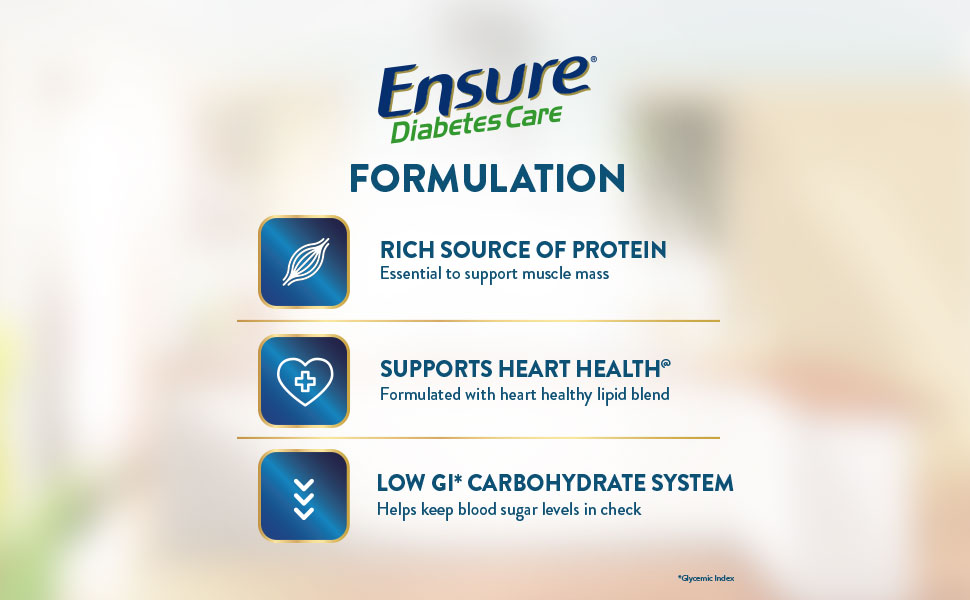 Ensure®
Diabetes Care
FORMULATION
RICH SOURCE OF PROTEIN
Essential to support muscle mass
SUPPORTS HEART HEALTH@
Formulated with heart healthy lipid blend
LOW GI* CARBOHYDRATE SYSTEM
Helps keep blood sugar levels in check
*Glycemic Index